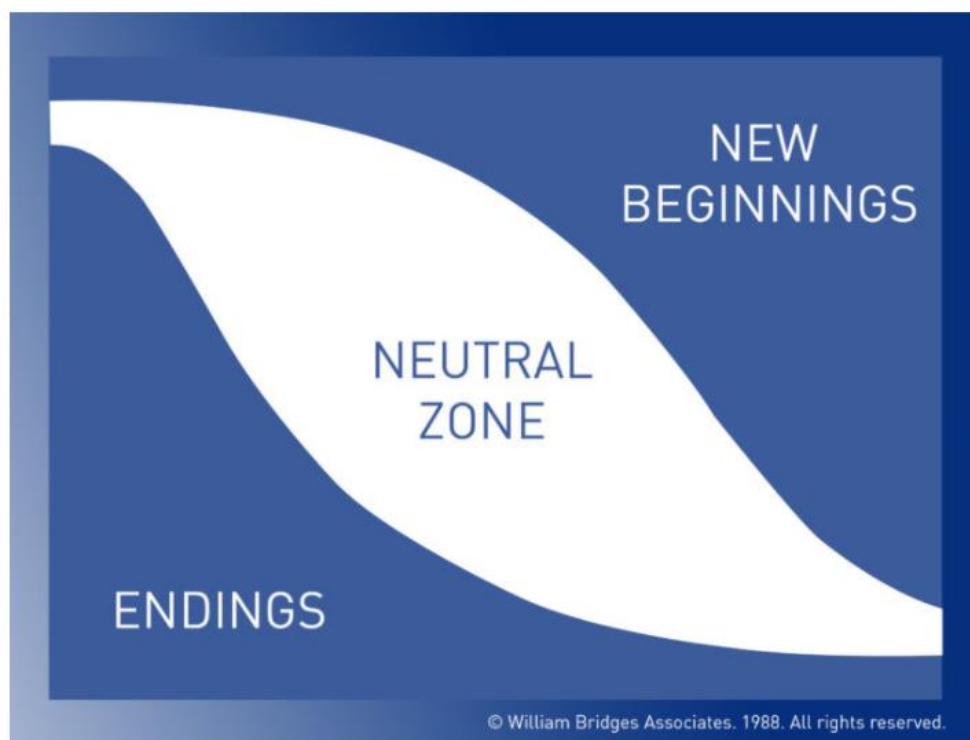 NEW
BEGINNINGS
NEUTRAL
ZONE
ENDINGS
© William Bridges Associates. 1988. All rights reserved.